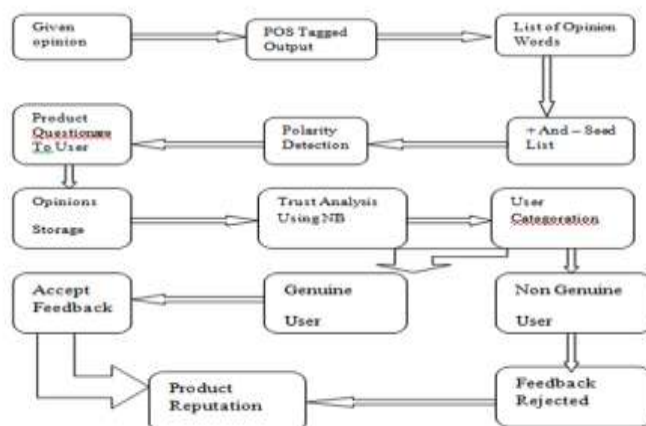 Given
opinion
POS Tagged
Output
List of Opinion
Words
Product
Questionare
To User
Polarity
Detection
+ And – Seed
List
Opinions
Storage
Trust Analysis
Using NB
User
Categoration
Accept
Feedback
Genuine
User
Non Genuine
User
Product
Reputation
Feedback
Rejected